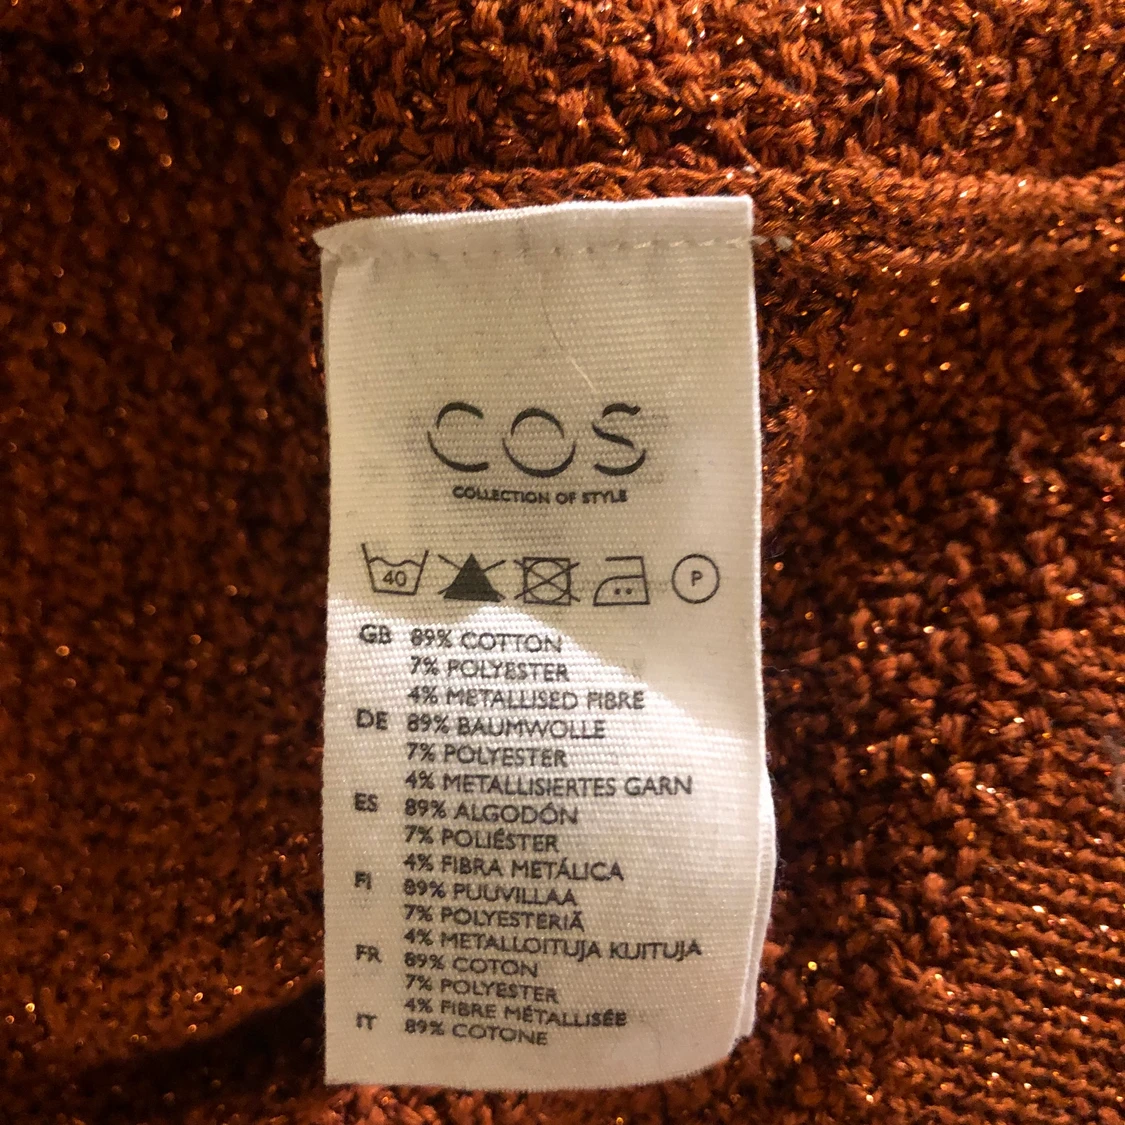 COS
COLLECTION OF STYLE
40 P
GB 89% COTTON
7% POLYESTER
4% METALLISED FIBRE
DE 89% BAUMWOLLE
7% POLYESTER
4% METALLISIERTES GARN
ES 89% ALGODÓN
7% POLIÉSTER
4% FIBRA METÁLICA
FI 89% PUUVILLAA
7% POLYESTERIÄ
4% METALLOITUJA KUITUJA
FR 89% COTON
7% POLYESTER
4% FIBRE MÉTALLISÉE
IT 89% COTONE